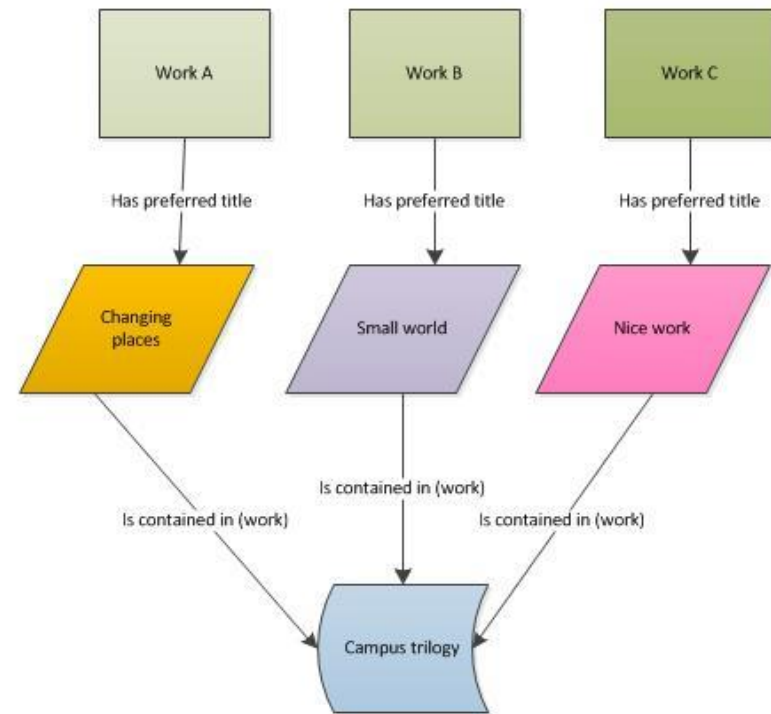 Work A
Work B
Work C
Has preferred title
Has preferred title
Has preferred title
Changing
places
Small world
Nice work
Is contained in (work)
Is contained in (work)
Is contained in (work)
Campus trilogy